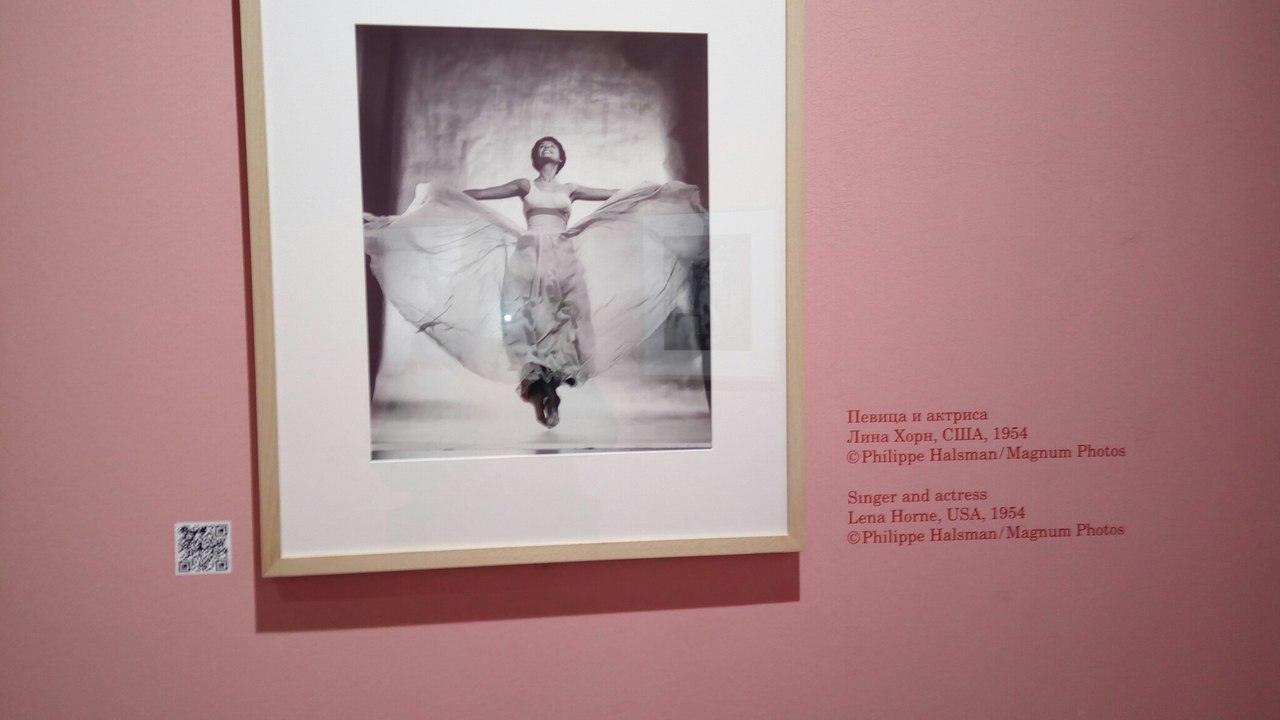 Певица и актриса
Лина Хорн, США, 1954
©Philippe Halsman/Magnum Photos
Singer and actress
Lena Horne, USA, 1954
©Philippe Halsman/Magnum Photos